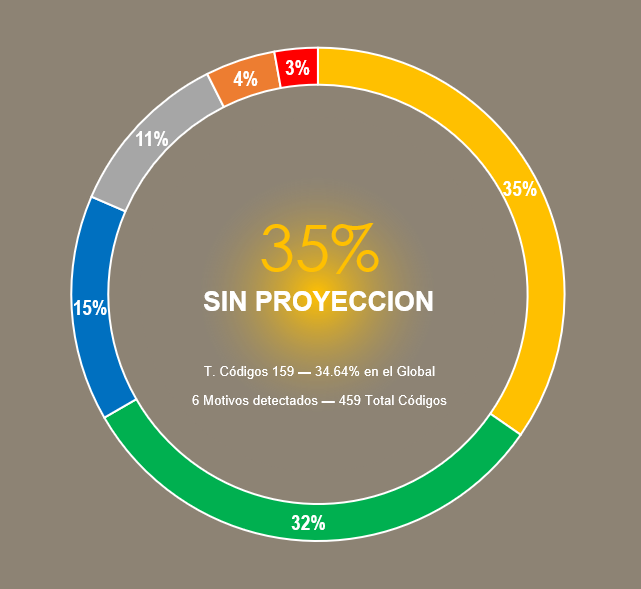 3%
4%
11%
35%
35%
SIN PROYECCION
15%
T. Códigos 159 — 34.64% en el Global
6 Motivos detectados — 459 Total Códigos
32%